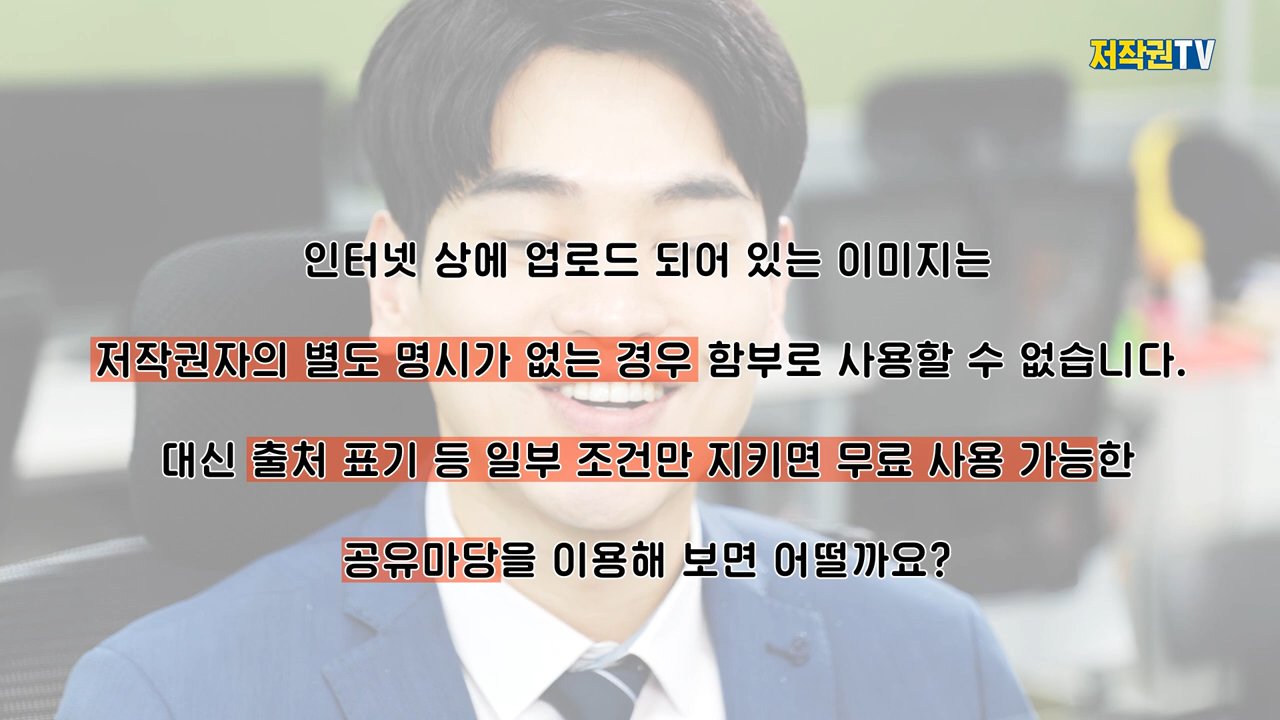 저작권TV
인터넷 상에 업로드 되어 있는 이미지는
저작권자의 별도 명시가 없는 경우 함부로 사용할 수 없습니다.
대신 출처 표기 등 일부 조건만 지키면 무료 사용 가능한
공유마당을 이용해 보면 어떨까요?